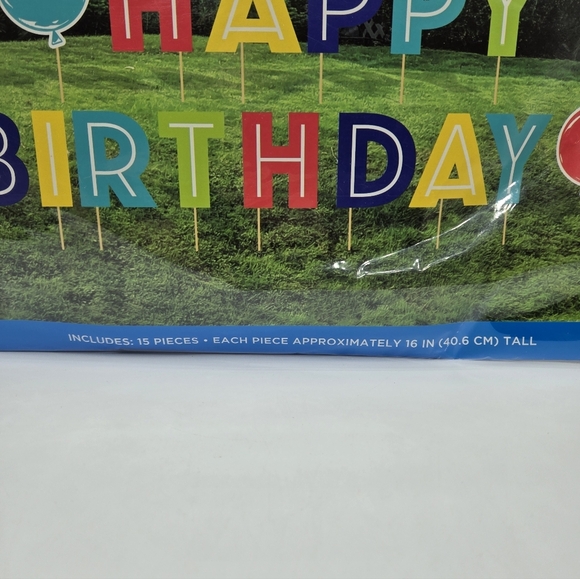 HAPPY
BIRTHDAY
INCLUDES: 15 PIECES • EACH PIECE APPROXIMATELY 16 IN (40.6 CM) TALL